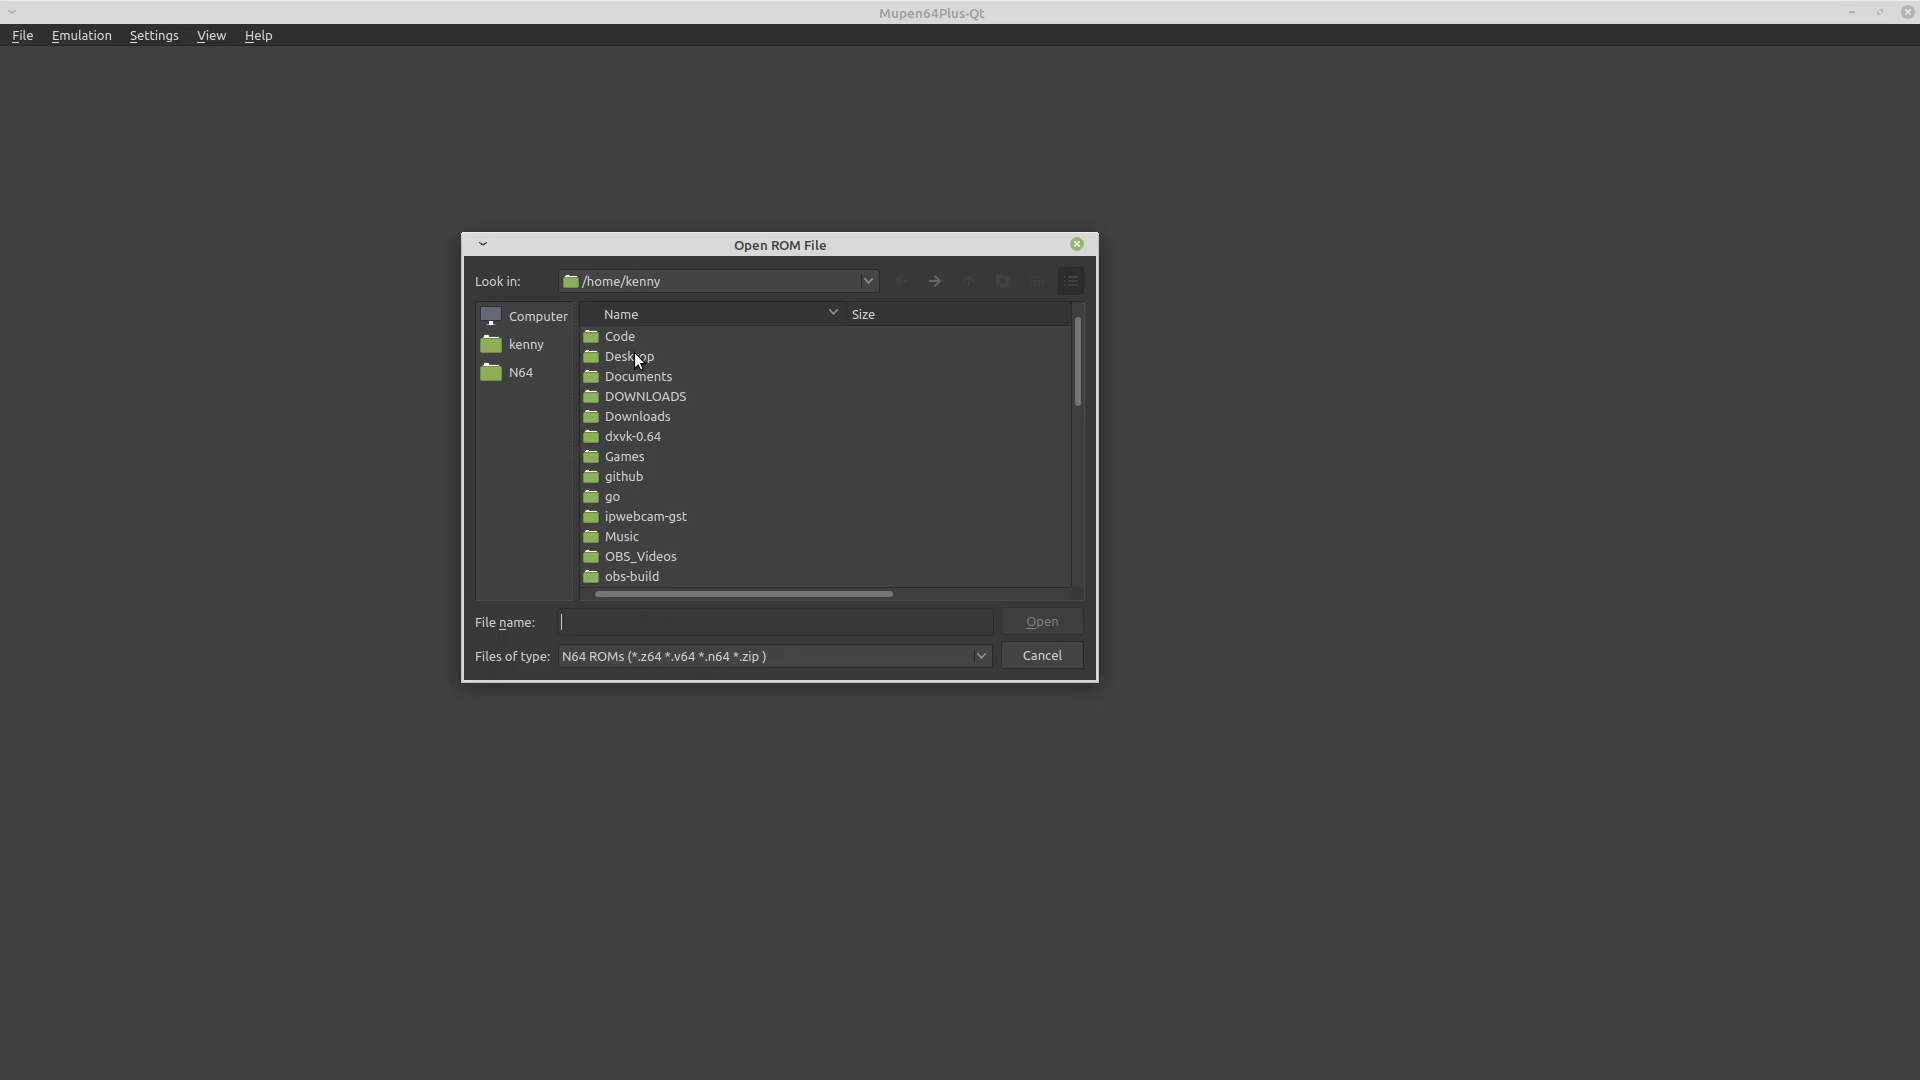 Mupen64Plus-Qt
File Emulation Settings View Help
Open ROM File
Look in: /home/kenny
Computer
kenny
N64
Name Size
Code
Desktop
Documents
DOWNLOADS
Downloads
dxvk-0.64
Games
github
go
ipwebcam-gst
Music
OBS_Videos
obs-build
File name: Open
Files of type: N64 ROMs (*.z64 *.v64 *.n64 *.zip ) Cancel